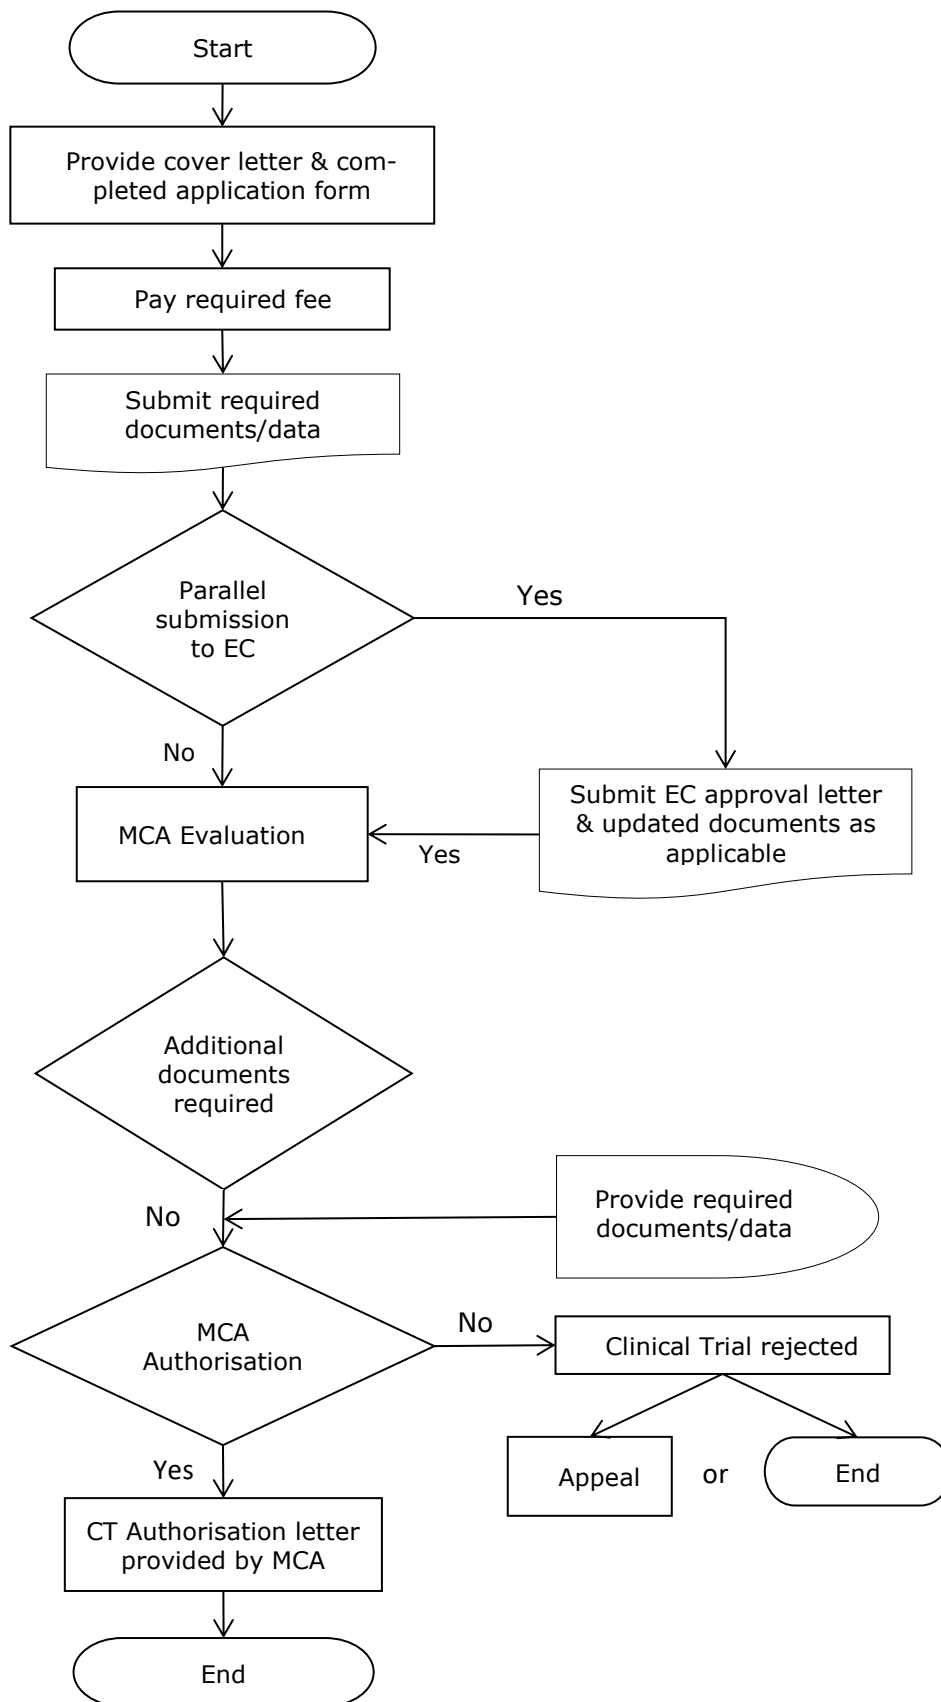 Start
Provide cover letter & com-
pleted application form
Pay required fee
Submit required
documents/data
Parallel
submission
to EC
Yes
No
MCA Evaluation
Yes
Submit EC approval letter
& updated documents as
applicable
Additional
documents
required
No
Provide required
documents/data
MCA
Authorisation
No
Clinical Trial rejected
Yes
Appeal
or
End
CT Authorisation letter
provided by MCA
End